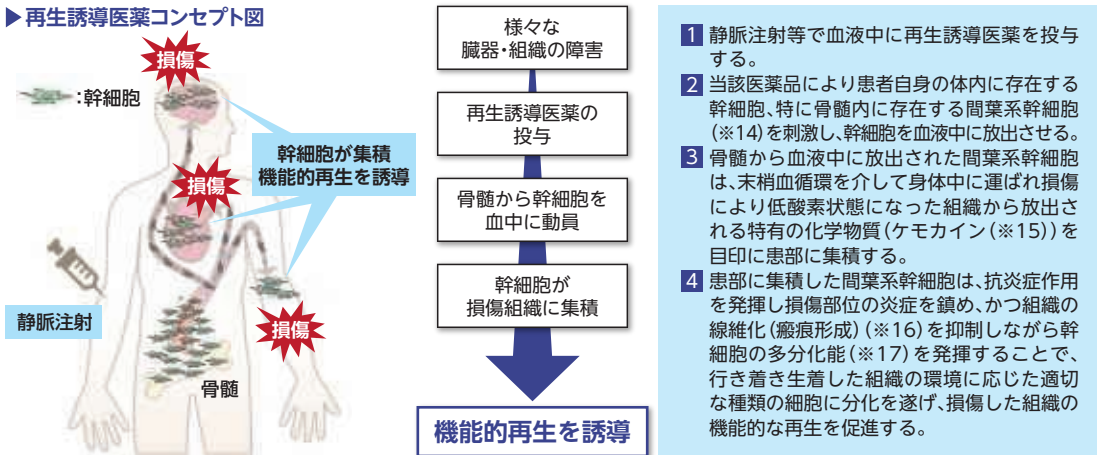 ▶再生誘導医薬コンセプト図
損傷
:幹細胞
幹細胞が集積
機能的再生を誘導
損傷
静脈注射
損傷
骨髄
様々な
臓器・組織の障害
再生誘導医薬の
投与
骨髄から幹細胞を
血中に動員
幹細胞が
損傷組織に集積
機能的再生を誘導
1 静脈注射等で血液中に再生誘導医薬を投与
する。
2 当該医薬品により患者自身の体内に存在する
幹細胞、特に骨髄内に存在する間葉系幹細胞
(※14)を刺激し、幹細胞を血液中に放出させる。
3 骨髄から血液中に放出された間葉系幹細胞
は、末梢血循環を介して身体中に運ばれ損傷
により低酸素状態になった組織から放出さ
れる特有の化学物質(ケモカイン(※15))を
目印に患部に集積する。
4 患部に集積した間葉系幹細胞は、抗炎症作用
を発揮し損傷部位の炎症を鎮め、かつ組織の
線維化(瘢痕形成)(※16)を抑制しながら幹
細胞の多分化能(※17)を発揮することで、
行き着き生着した組織の環境に応じた適切
な種類の細胞に分化を遂げ、損傷した組織の
機能的な再生を促進する。